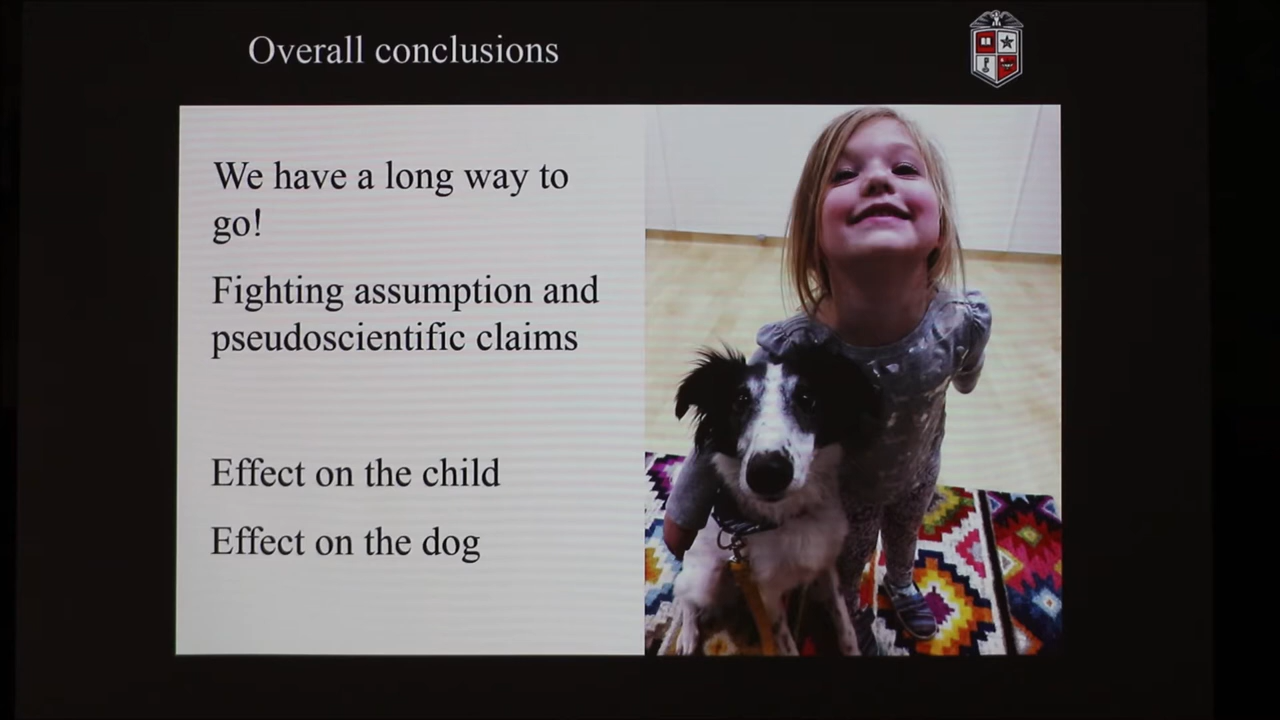 Overall conclusions
We have a long way to
go!
Fighting assumption and
pseudoscientific claims
Effect on the child
Effect on the dog